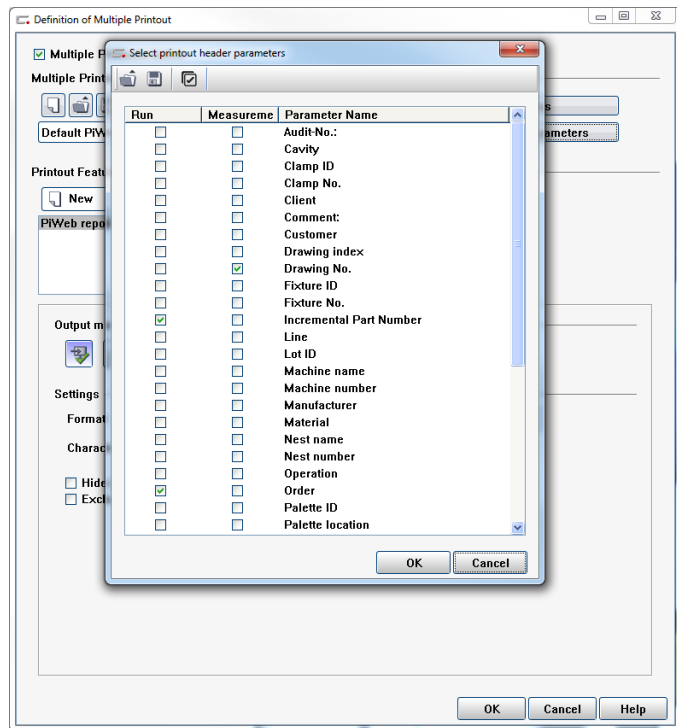 Definition of Multiple Printout
Multiple P
Multiple Print
Default PiW
s
ameters
Printout Featu
New
PiWeb repo
Output m
Settings
Format
Charac
Hide
Excl
Select printout header parameters
Run Measureme Parameter Name
Audit-No.:
Cavity
Clamp ID
Clamp No.
Client
Comment:
Customer
Drawing index
Drawing No.
Fixture ID
Fixture No.
Incremental Part Number
Line
Lot ID
Machine name
Machine number
Manufacturer
Material
Nest name
Nest number
Operation
Order
Palette ID
Palette location
OK Cancel
OK Cancel Help